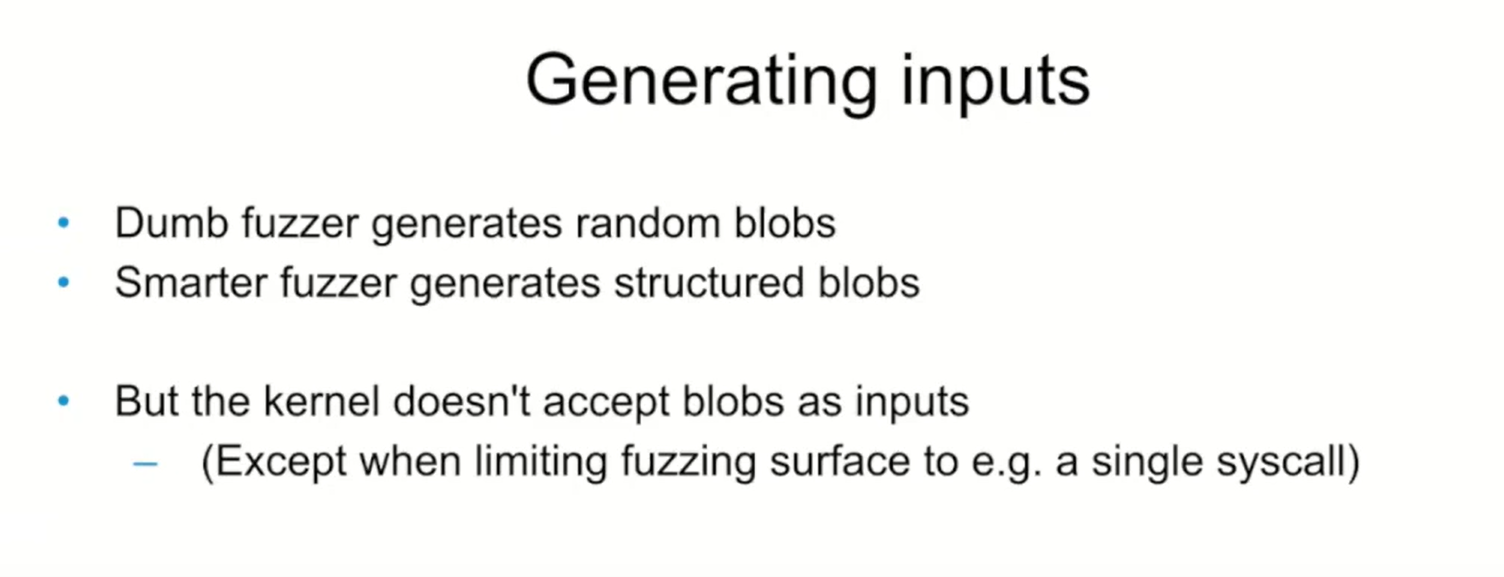 Generating inputs
• Dumb fuzzer generates random blobs
• Smarter fuzzer generates structured blobs
• But the kernel doesn't accept blobs as inputs
– (Except when limiting fuzzing surface to e.g. a single syscall)